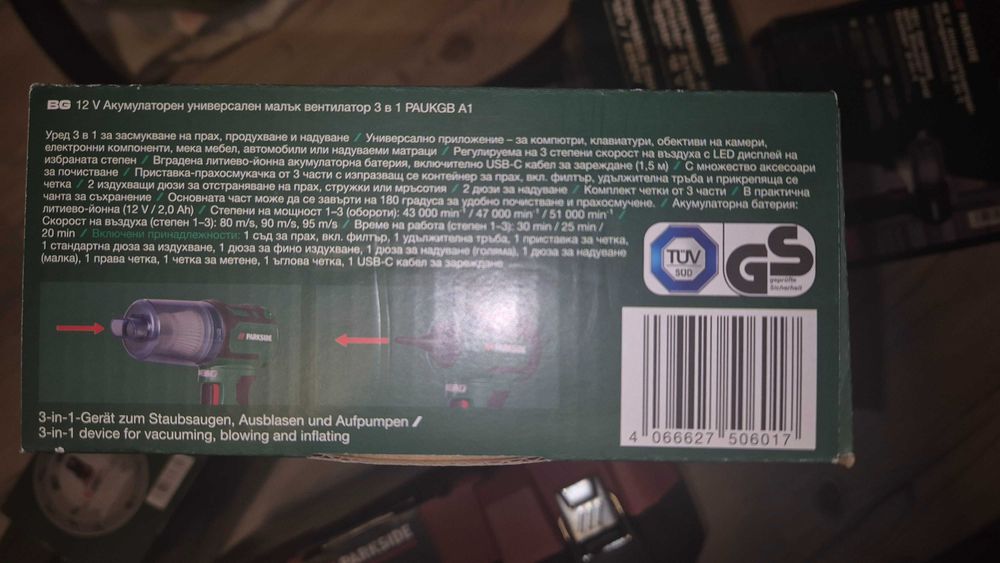 BG 12 V Акумулаторен универсален малък вентилатор 3 в 1 PAUKGB A1
Уред 3 в 1 за засмукване на прах, продухване и надуване / Универсално приложение – за компютри, клавиатури, обективи на камери,
електронни компоненти, мека мебел, автомобили или надуваеми матраци / Регулируема на 3 степени скорост на въздуха с LED дисплей на
избраната степен / Вградена литиево-йонна акумулаторна батерия, включително USB-C кабел за зареждане (1,5 м) / С множество аксесоари
за почистване / Приставка-прахосмукачка от 3 части с изпразващ се контейнер за прах, вкл. филтър, удължителна тръба и прикрепяща се
четка / 2 издухващи дюзи за отстраняване на прах, стружки или мръсотия / 2 дюзи за надуване / Комплект четки от 3 части / В практична
чанта за съхранение / Основната част може да се завърти на 180 градуса за удобно почистване и прахосмучене. / Акумулаторна батерия:
литиево-йонна (12 V / 2,0 Ah) / Степени на мощност 1–3 (обороти): 43 000 min⁻¹ / 47 000 min⁻¹ / 51 000 min⁻¹ /
Скорост на въздуха (степен 1–3): 80 m/s, 90 m/s, 95 m/s / Време на работа (степен 1–3): 30 min / 25 min /
20 min / Включени принадлежности: 1 съд за прах, вкл. филтър, 1 удължителна тръба, 1 приставка за четка,
1 стандартна дюза за издухване, 1 дюза за фино издухване, 1 дюза за надуване (голяма), 1 дюза за надуване
(малка), 1 права четка, 1 четка за метене, 1 ъглова четка, 1 USB-C кабел за зареждане
TÜV
SÜD
GS
geprüfte
Sicherheit
PARKSIDE
PARKSIDE
3-in-1-Gerät zum Staubsaugen, Ausblasen und Aufpumpen /
3-in-1 device for vacuuming, blowing and inflating
4 066627 506017
PARKSIDE
PARKSIDE
PARKSIDE